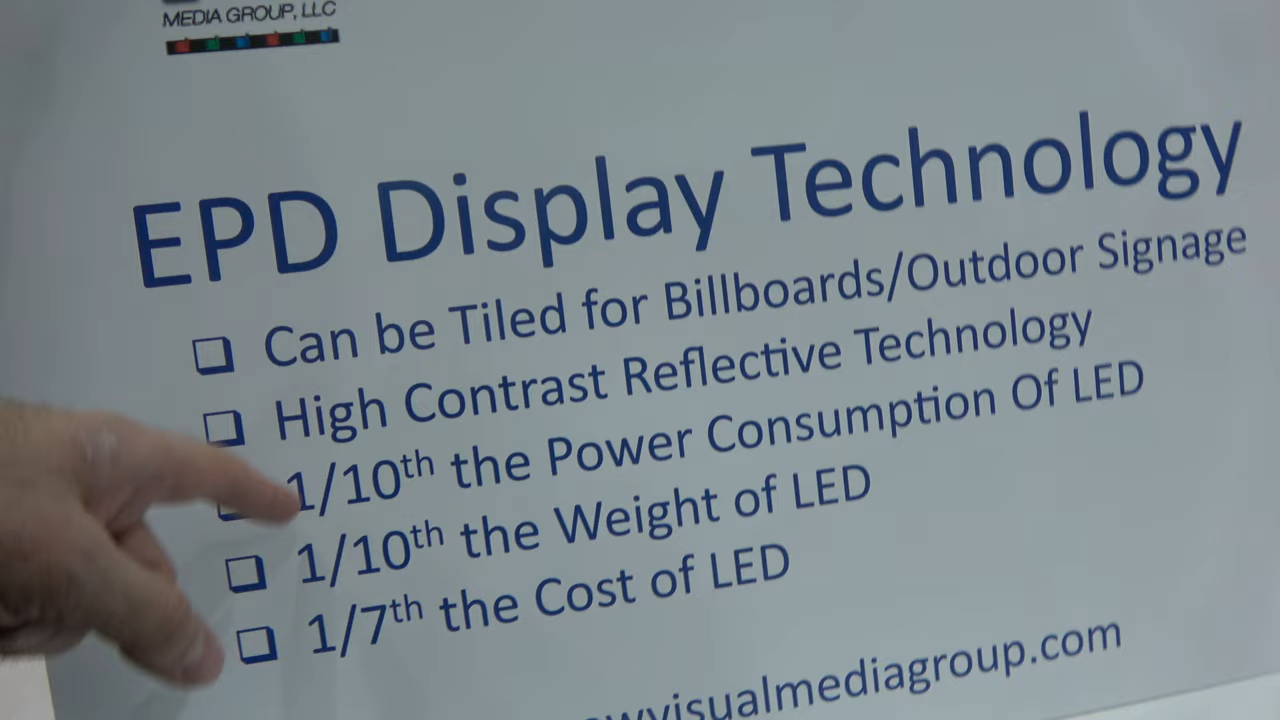 MEDIA GROUP, LLC
EPD Display Technology
❑ Can be Tiled for Billboards/Outdoor Signage
❑ High Contrast Reflective Technology
❑ 1/10th the Power Consumption Of LED
❑ 1/10th the Weight of LED
❑ 1/7th the Cost of LED
wvisualmediagroup.com